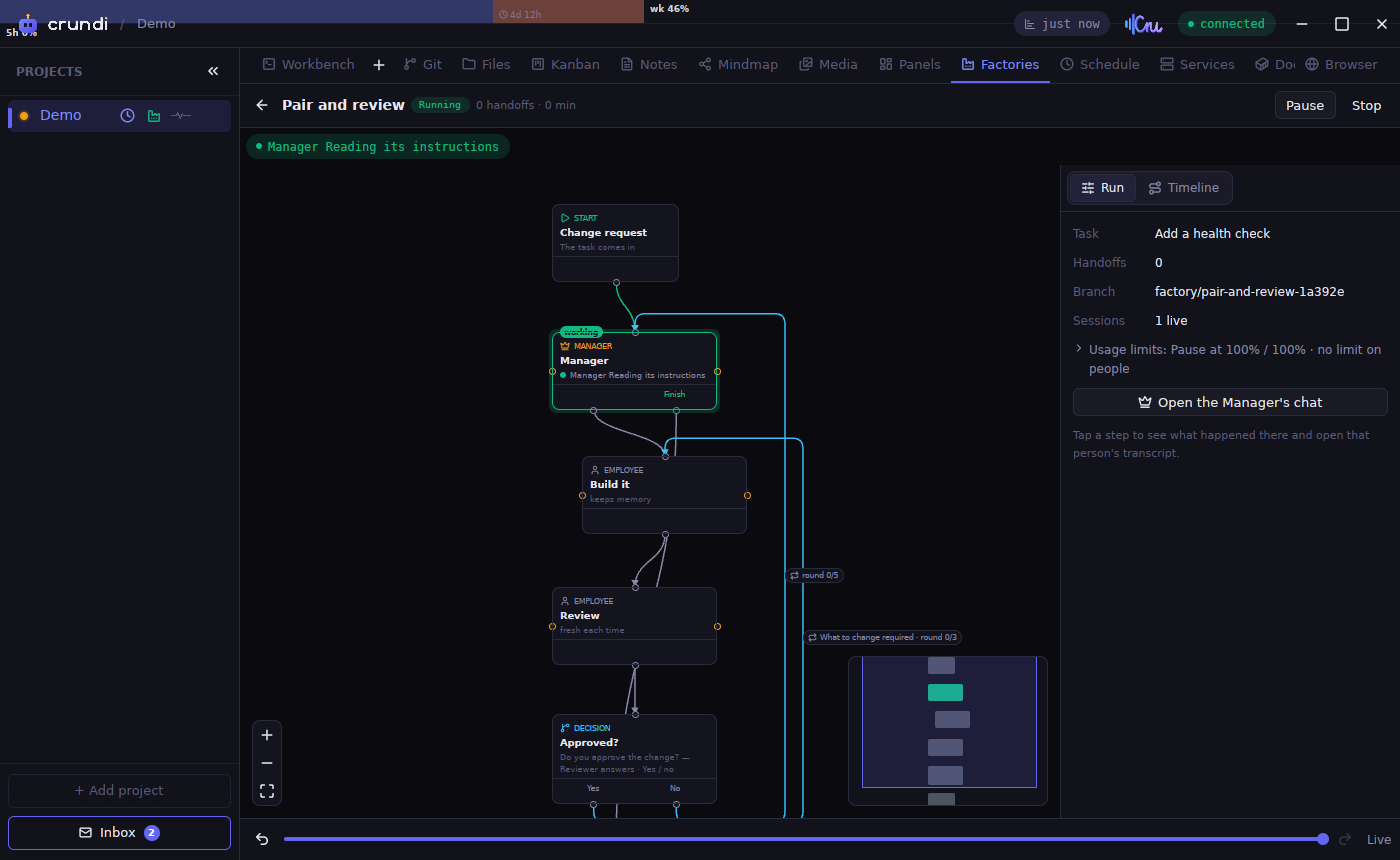 4d 12h
wk 46%
crundi / Demo
just now
Cru
connected
PROJECTS
Workbench
Git
Files
Kanban
Notes
Mindmap
Media
Panels
Factories
Schedule
Services
Browser
Demo
Pair and review
Running
0 handoffs · 0 min
Pause
Stop
Manager Reading its instructions
START
Change request
The task comes in
working
MANAGER
Manager
Manager Reading its instructions
Finish
EMPLOYEE
Build it
keeps memory
round 0/5
EMPLOYEE
Review
fresh each time
What to change required · round 0/3
DECISION
Approved?
Do you approve the change? —
Reviewer answers · Yes / no
Yes
No
Run
Timeline
Task
Add a health check
Handoffs
0
Branch
factory/pair-and-review-1a392e
Sessions
1 live
Usage limits: Pause at 100% / 100% · no limit on
people
Open the Manager's chat
Tap a step to see what happened there and open that
person's transcript.
+ Add project
Inbox 2
Live